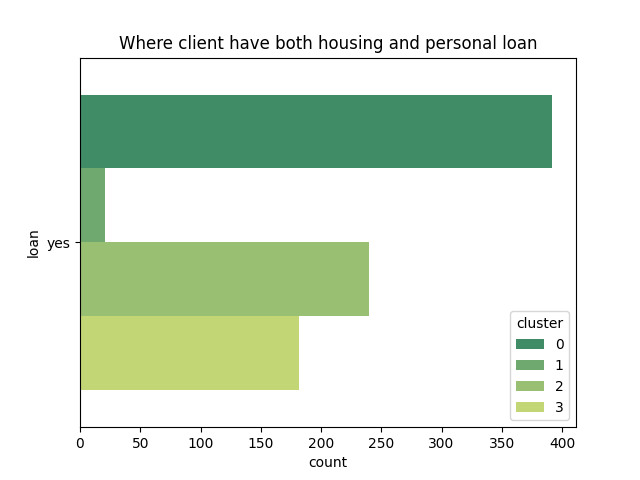 Where client have both housing and personal loan
loan
yes
cluster
0
1
2
3
0 50 100 150 200 250 300 350 400
count